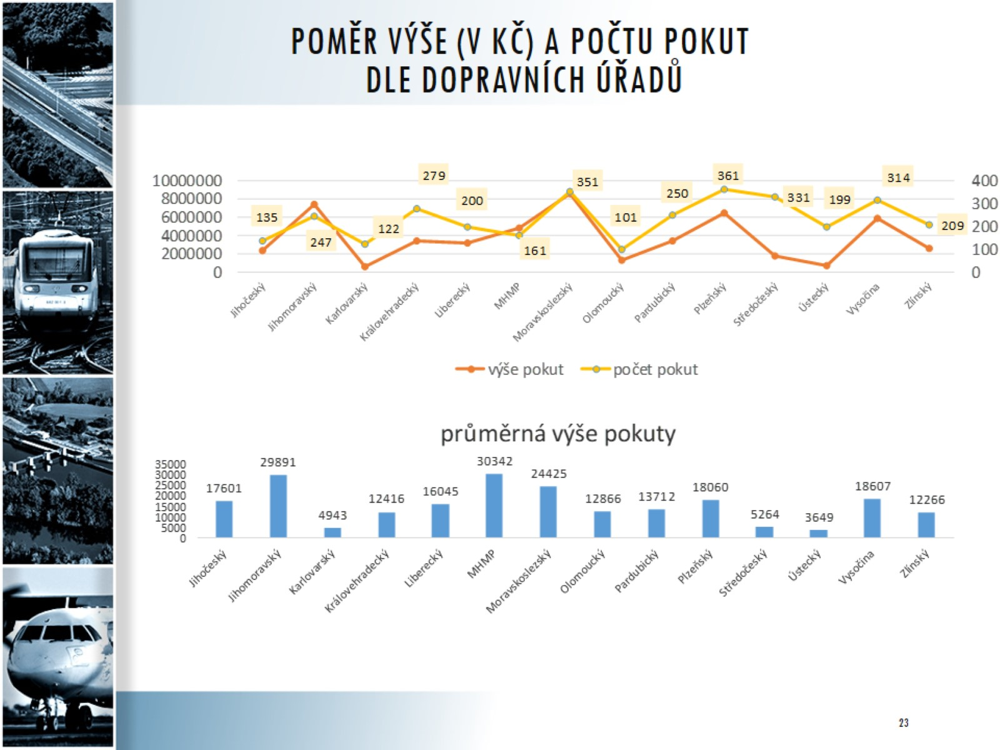 POMĚR VÝŠE (V KČ) A POČTU POKUT
DLE DOPRAVNÍCH ÚŘADŮ
10000000
8000000
6000000
4000000
2000000
0
400
300
200
100
0
135
247
122
279
200
161
351
101
250
361
331
199
314
209
Jihočeský
Jihomoravský
Karlovarský
Královehradecký
Liberecký
MHMP
Moravskoslezský
Olomoucký
Pardubický
Plzeňský
Středočeský
Ústecký
Vysočina
Zlínský
výše pokut
počet pokut
průměrná výše pokuty
35000
30000
25000
20000
15000
10000
5000
0
17601
29891
4943
12416
16045
30342
24425
12866
13712
18060
5264
3649
18607
12266
Jihočeský
Jihomoravský
Karlovarský
Královehradecký
Liberecký
MHMP
Moravskoslezský
Olomoucký
Pardubický
Plzeňský
Středočeský
Ústecký
Vysočina
Zlínský
23